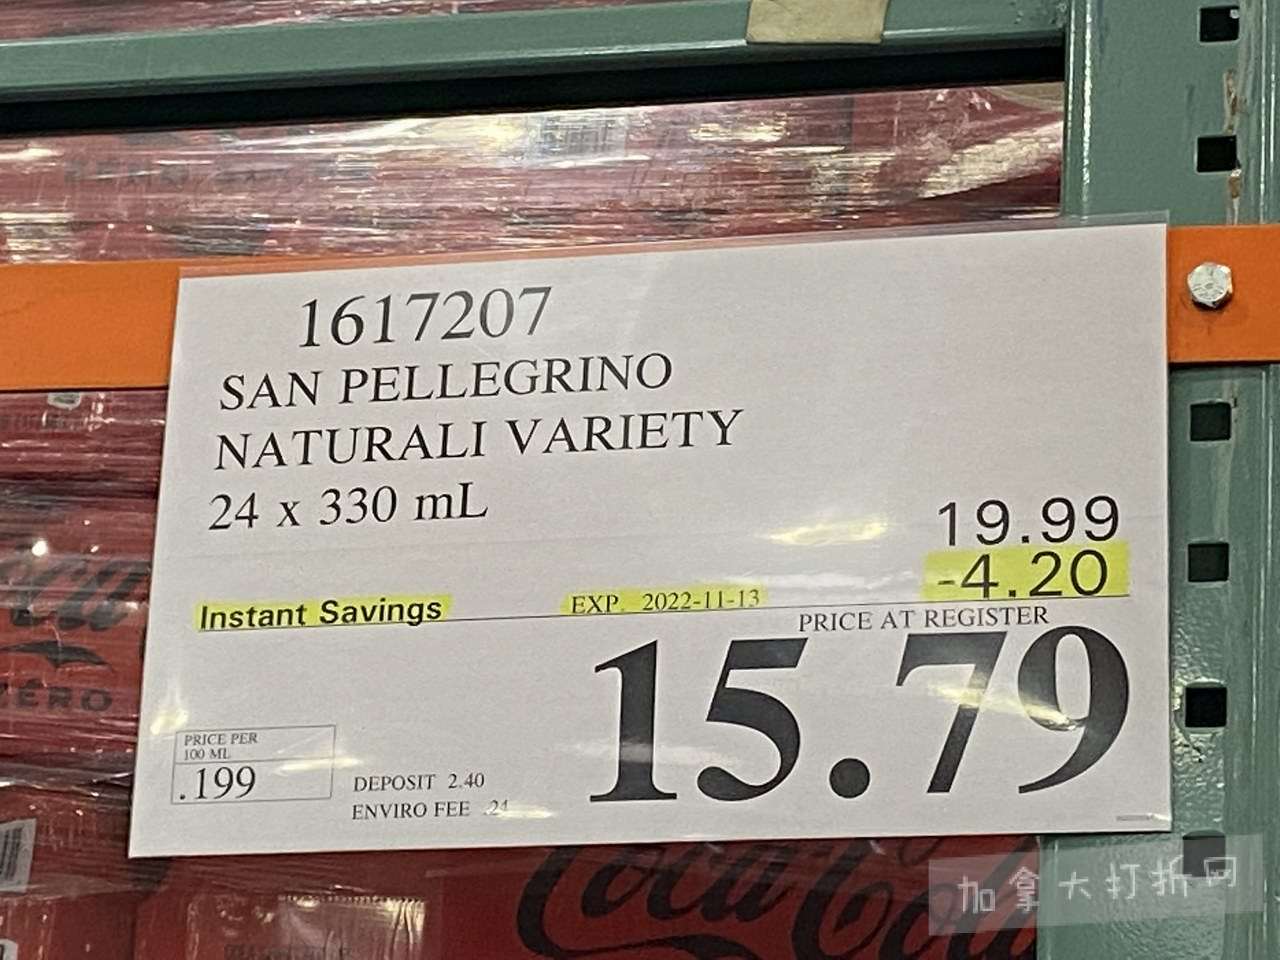 1617207
SAN PELLEGRINO
NATURALI VARIETY
24 x 330 mL
19.99
-4.20
Instant Savings EXP. 2022-11-13
PRICE AT REGISTER
15.79
PRICE PER
100 ML
.199
DEPOSIT 2.40
ENVIRO FEE .24
Coca
ZÉRO
Coca-Cola
加拿大打折网